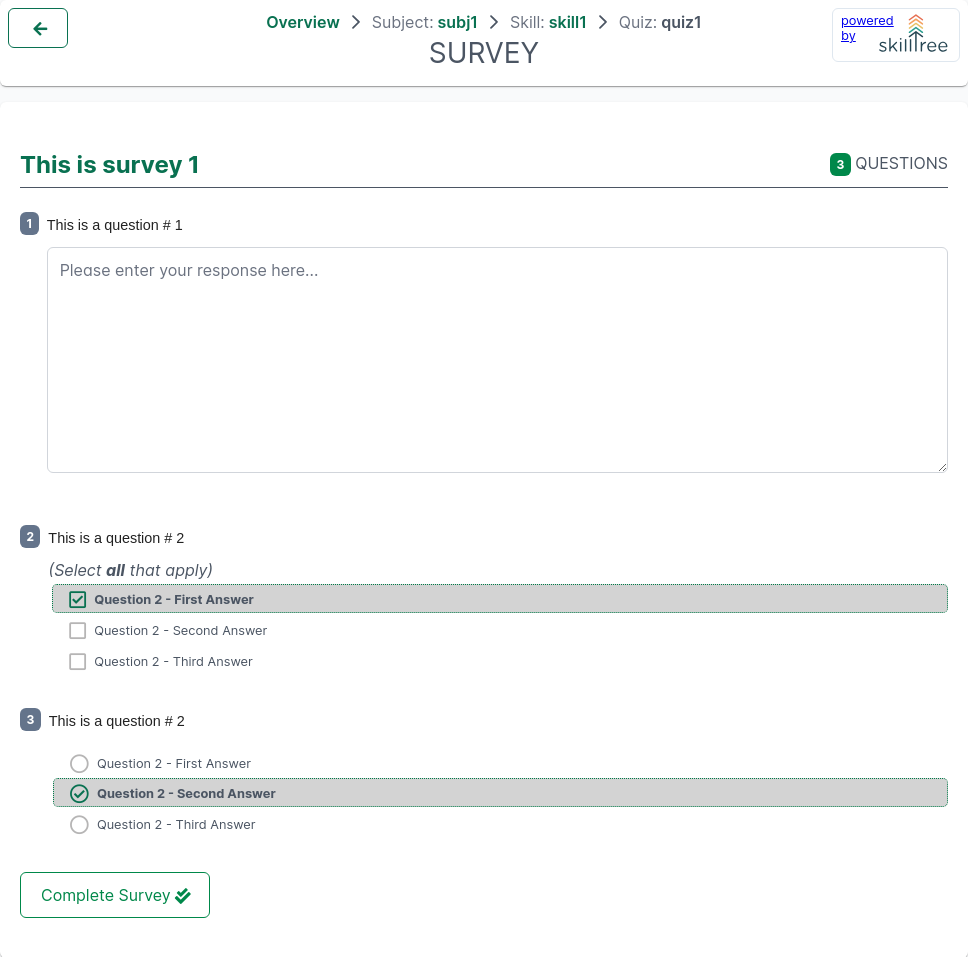 Overview > Subject: subj1 > Skill: skill1 > Quiz: quiz1
SURVEY
powered
by
skilltree
This is survey 1
3 QUESTIONS
1 This is a question # 1
Please enter your response here...
2 This is a question # 2
(Select all that apply)
Question 2 - First Answer
Question 2 - Second Answer
Question 2 - Third Answer
3 This is a question # 2
Question 2 - First Answer
Question 2 - Second Answer
Question 2 - Third Answer
Complete Survey